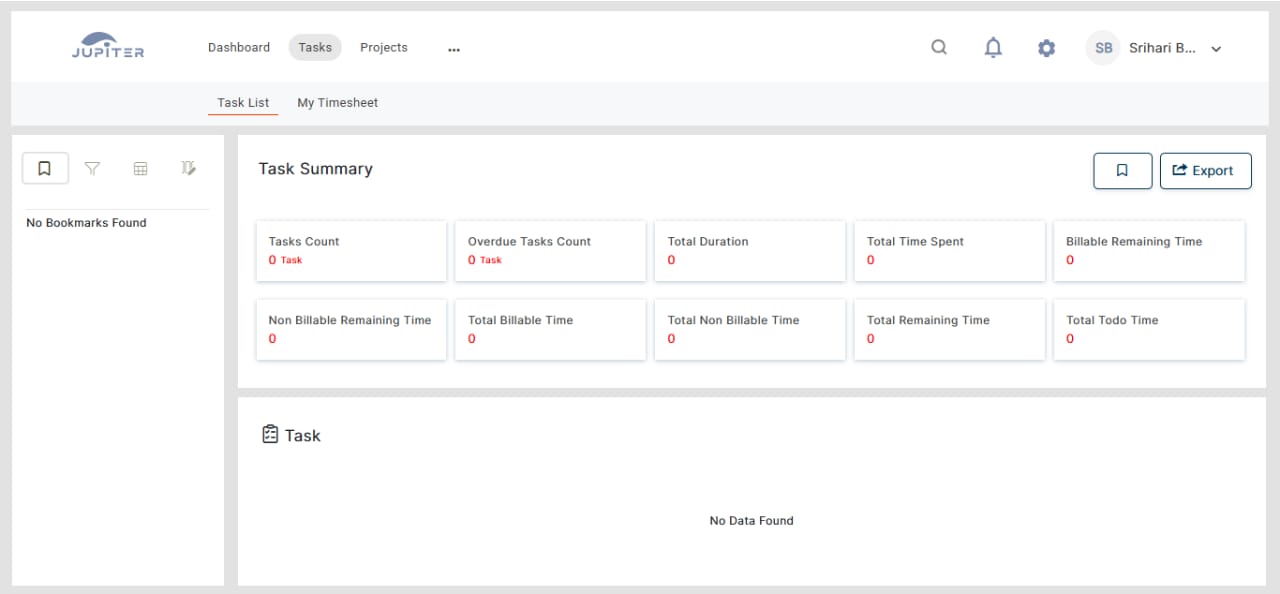 JUPITER
Dashboard Tasks Projects ...
SB Srihari B...
Task List My Timesheet
No Bookmarks Found
Task Summary
Export
Tasks Count
0 Task
Overdue Tasks Count
0 Task
Total Duration
0
Total Time Spent
0
Billable Remaining Time
0
Non Billable Remaining Time
0
Total Billable Time
0
Total Non Billable Time
0
Total Remaining Time
0
Total Todo Time
0
Task
No Data Found